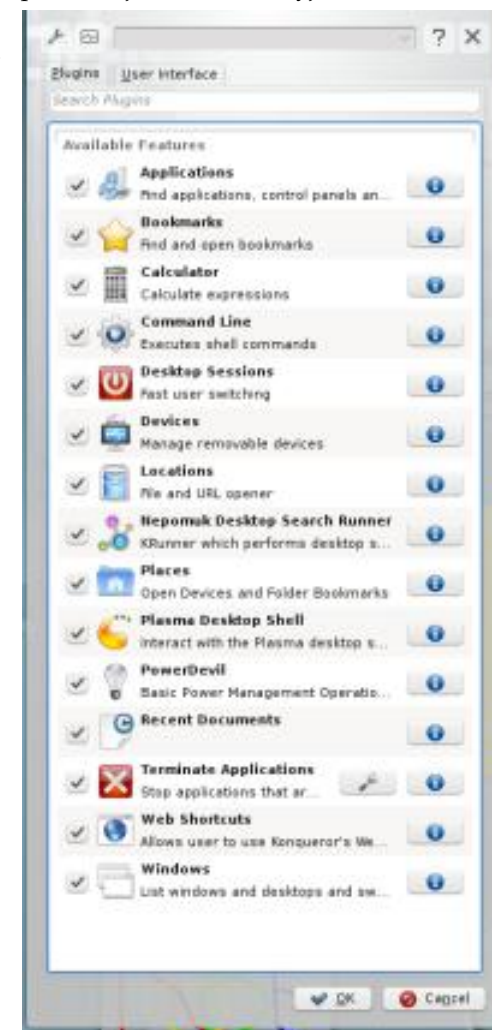 ?
Plugins User Interface
Search Plugins
Available Features
Applications
Find applications, control panels an...
Bookmarks
Find and open bookmarks
Calculator
Calculate expressions
Command Line
Executes shell commands
Desktop Sessions
Fast user switching
Devices
Manage removable devices
Locations
File and URL opener
Nepomuk Desktop Search Runner
KRunner which performs desktop s...
Places
Open Devices and Folder Bookmarks
Plasma Desktop Shell
Interact with the Plasma desktop s...
PowerDevil
Basic Power Management Operatio...
Recent Documents
Terminate Applications
Stop applications that ar...
Web Shortcuts
Allows user to use Konqueror's We...
Windows
List windows and desktops and sw...
OK Cancel